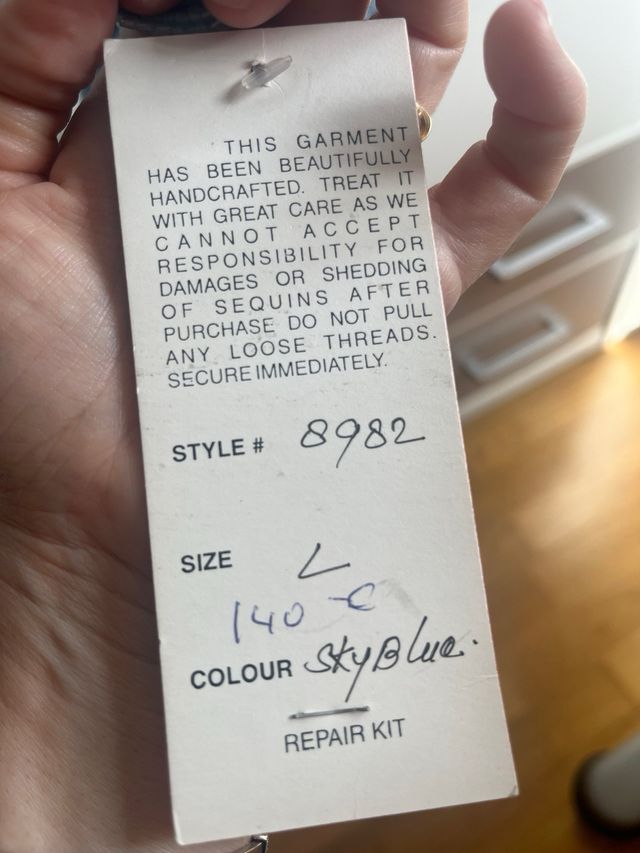 THIS GARMENT
HAS BEEN BEAUTIFULLY
HANDCRAFTED. TREAT IT
WITH GREAT CARE AS WE
CANNOT ACCEPT
RESPONSIBILITY FOR
DAMAGES OR SHEDDING
OF SEQUINS AFTER
PURCHASE DO NOT PULL
ANY LOOSE THREADS.
SECURE IMMEDIATELY.
STYLE # 8982
SIZE L
140 €
COLOUR Sky Blue.
REPAIR KIT